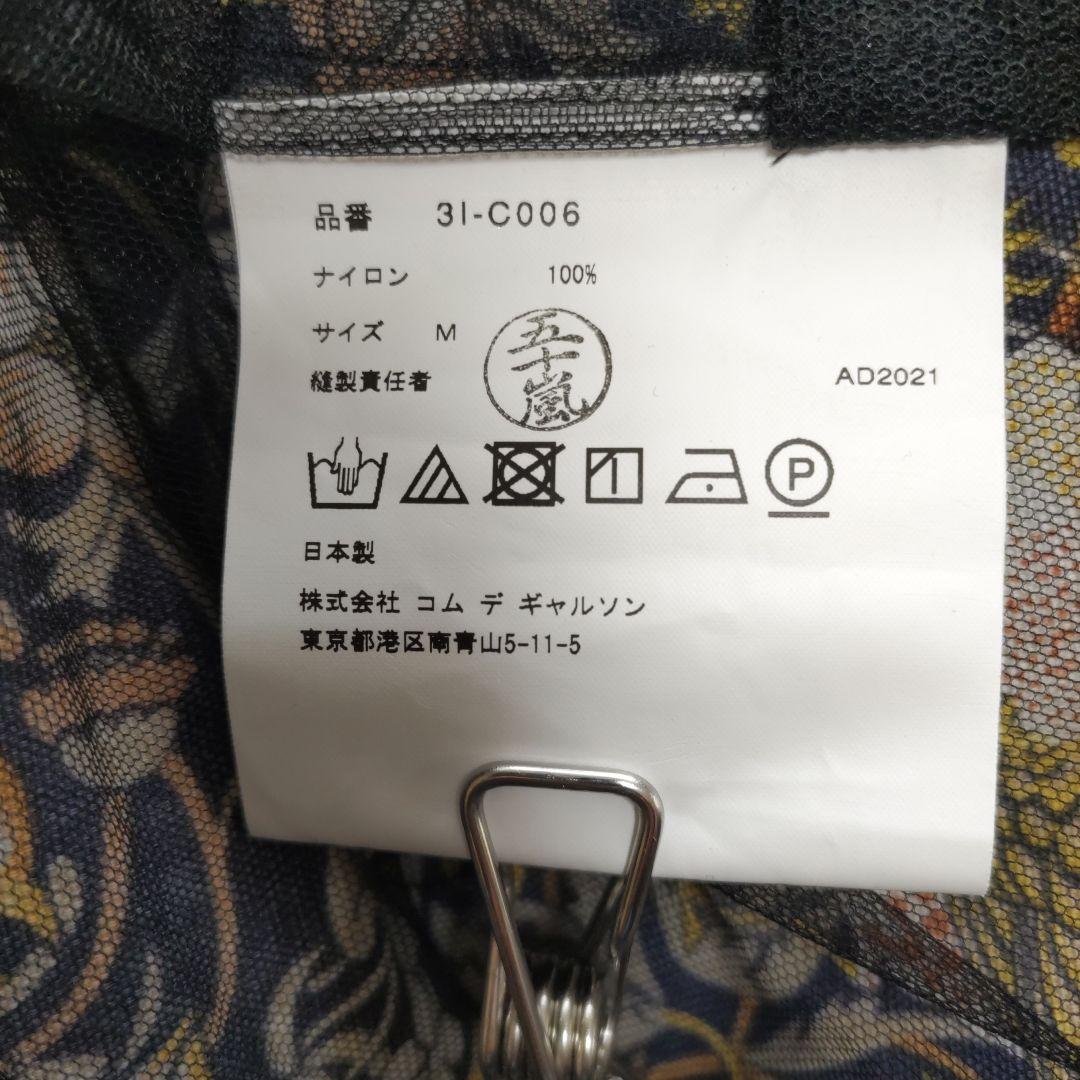 品番 3I-C006
ナイロン 100%
サイズ M
五十嵐
縫製責任者 AD2021
P
日本製
株式会社 コム デ ギャルソン
東京都港区南青山5-11-5